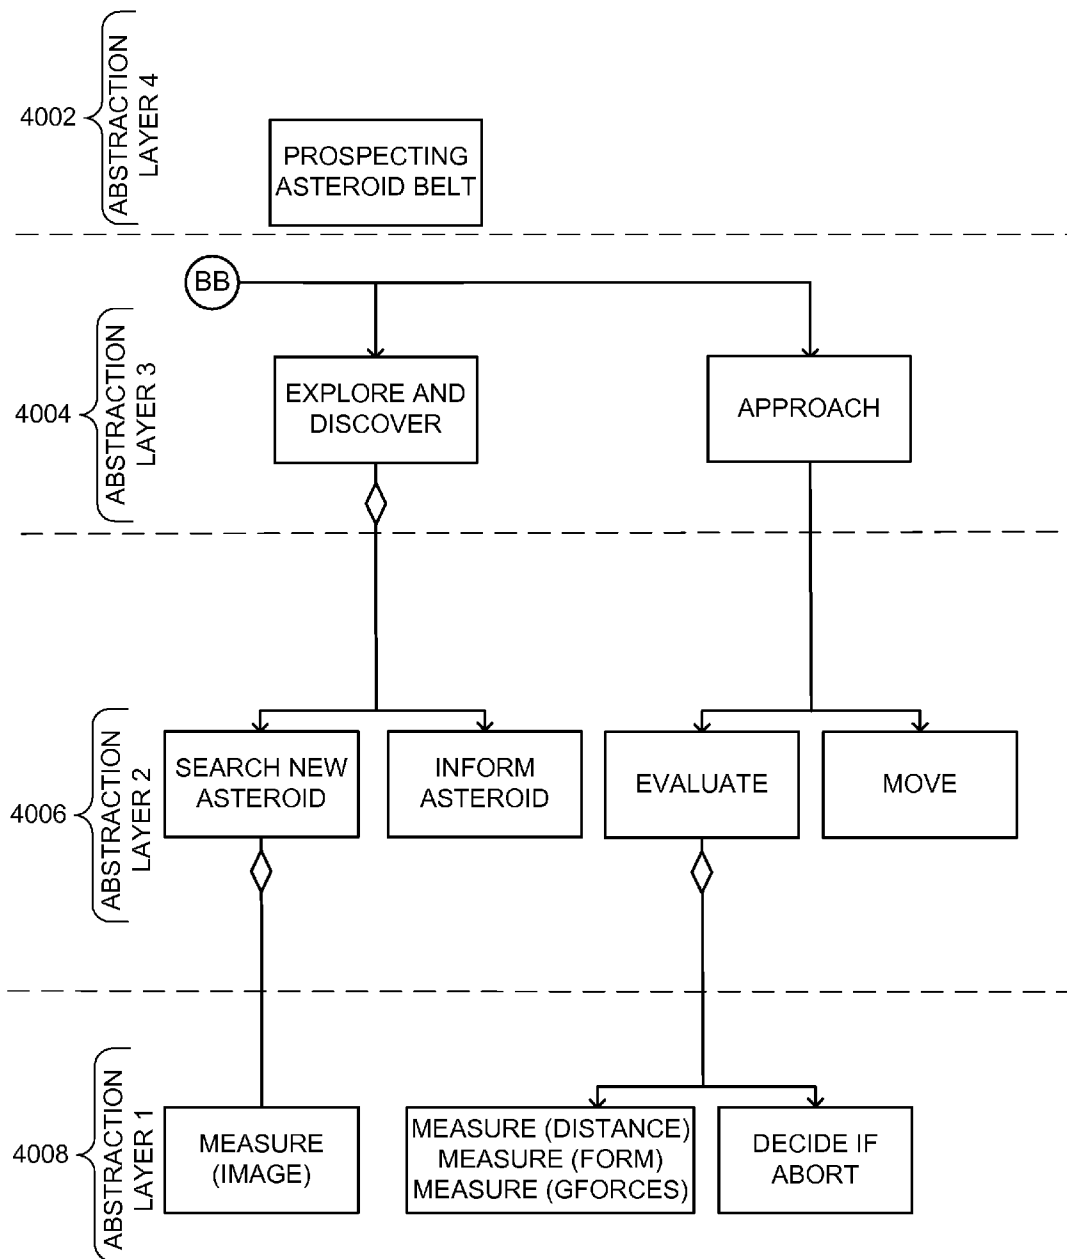 4002
ABSTRACTION
LAYER 4
PROSPECTING
ASTEROID BELT
BB
4004
ABSTRACTION
LAYER 3
EXPLORE AND
DISCOVER
APPROACH
4006
ABSTRACTION
LAYER 2
SEARCH NEW
ASTEROID
INFORM
ASTEROID
EVALUATE
MOVE
4008
ABSTRACTION
LAYER 1
MEASURE
(IMAGE)
MEASURE (DISTANCE)
MEASURE (FORM)
MEASURE (GFORCES)
DECIDE IF
ABORT